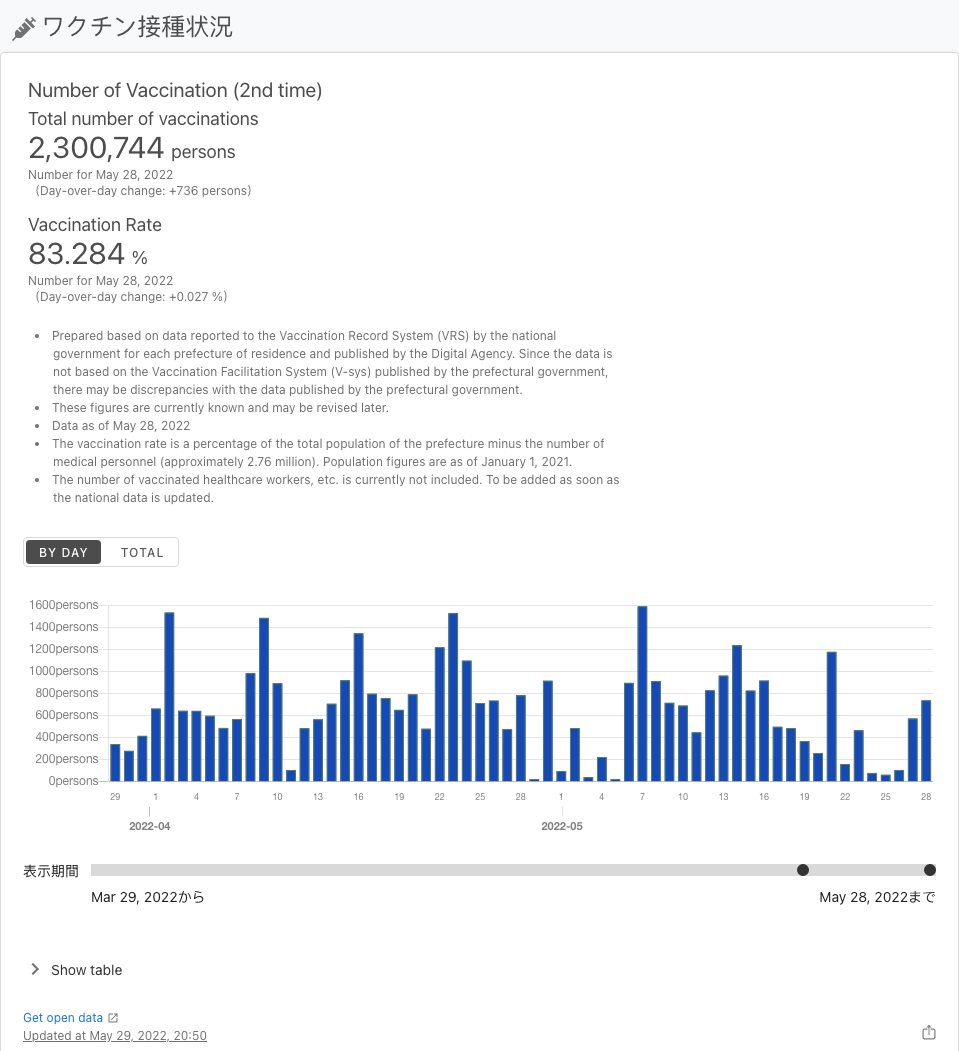 ワクチン接種状況
Number of Vaccination (2nd time)
Total number of vaccinations
2,300,744 persons
Number for May 28, 2022
(Day-over-day change: +736 persons)
Vaccination Rate
83.284 %
Number for May 28, 2022
(Day-over-day change: +0.027 %)
• Prepared based on data reported to the Vaccination Record System (VRS) by the national
government for each prefecture of residence and published by the Digital Agency. Since the data is
not based on the Vaccination Facilitation System (V-sys) published by the prefectural government,
there may be discrepancies with the data published by the prefectural government.
• These figures are currently known and may be revised later.
• Data as of May 28, 2022
• The vaccination rate is a percentage of the total population of the prefecture minus the number of
medical personnel (approximately 2.76 million). Population figures are as of January 1, 2021.
• The number of vaccinated healthcare workers, etc. is currently not included. To be added as soon as
the national data is updated.
BY DAY TOTAL
1600persons
1400persons
1200persons
1000persons
800persons
600persons
400persons
200persons
0persons
29 1 4 7 10 13 16 19 22 25 28 1 4 7 10 13 16 19 22 25 28
2022-04 2022-05
表示期間
Mar 29, 2022から May 28, 2022まで
Show table
Get open data
Updated at May 29, 2022, 20:50